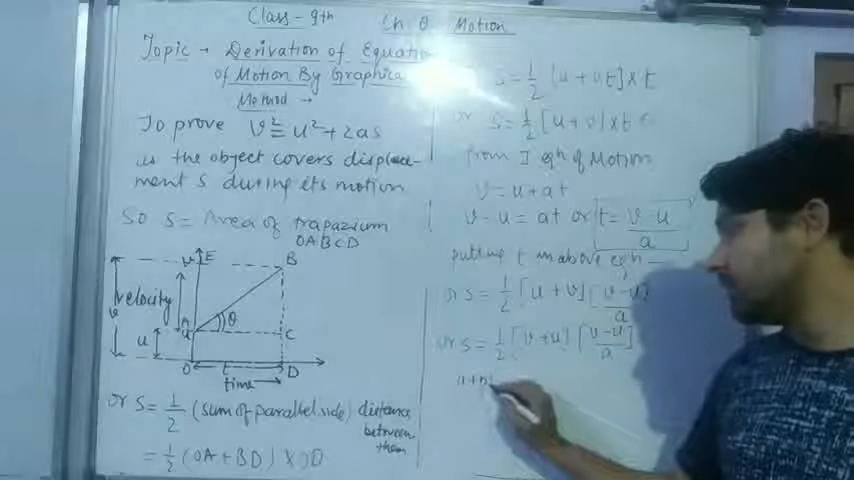 Class - 9th Ch 8 Motion
Topic - Derivation of Equation
of Motion By Graphica
Method →
To prove v² = u² + 2as
as the object covers displace-
ment s during its motion
So s = Area of trapazium
OABCD
E
B
velocity
v
A
u
θ
C
u
O
t
D
time
or s = 1/2 (sum of parallel side) distance
between
them
= 1/2 (OA + BD) X OD
s = 1/2 [u + ut] x t
or s = 1/2 [u + v] x t
from I eqn of Motion
v = u + at
v - u = at or t = v - u / a
putting t in above eqn
or s = 1/2 [u + v] [v - u / a]
or s = 1/2 [v + u] [v - u / a]